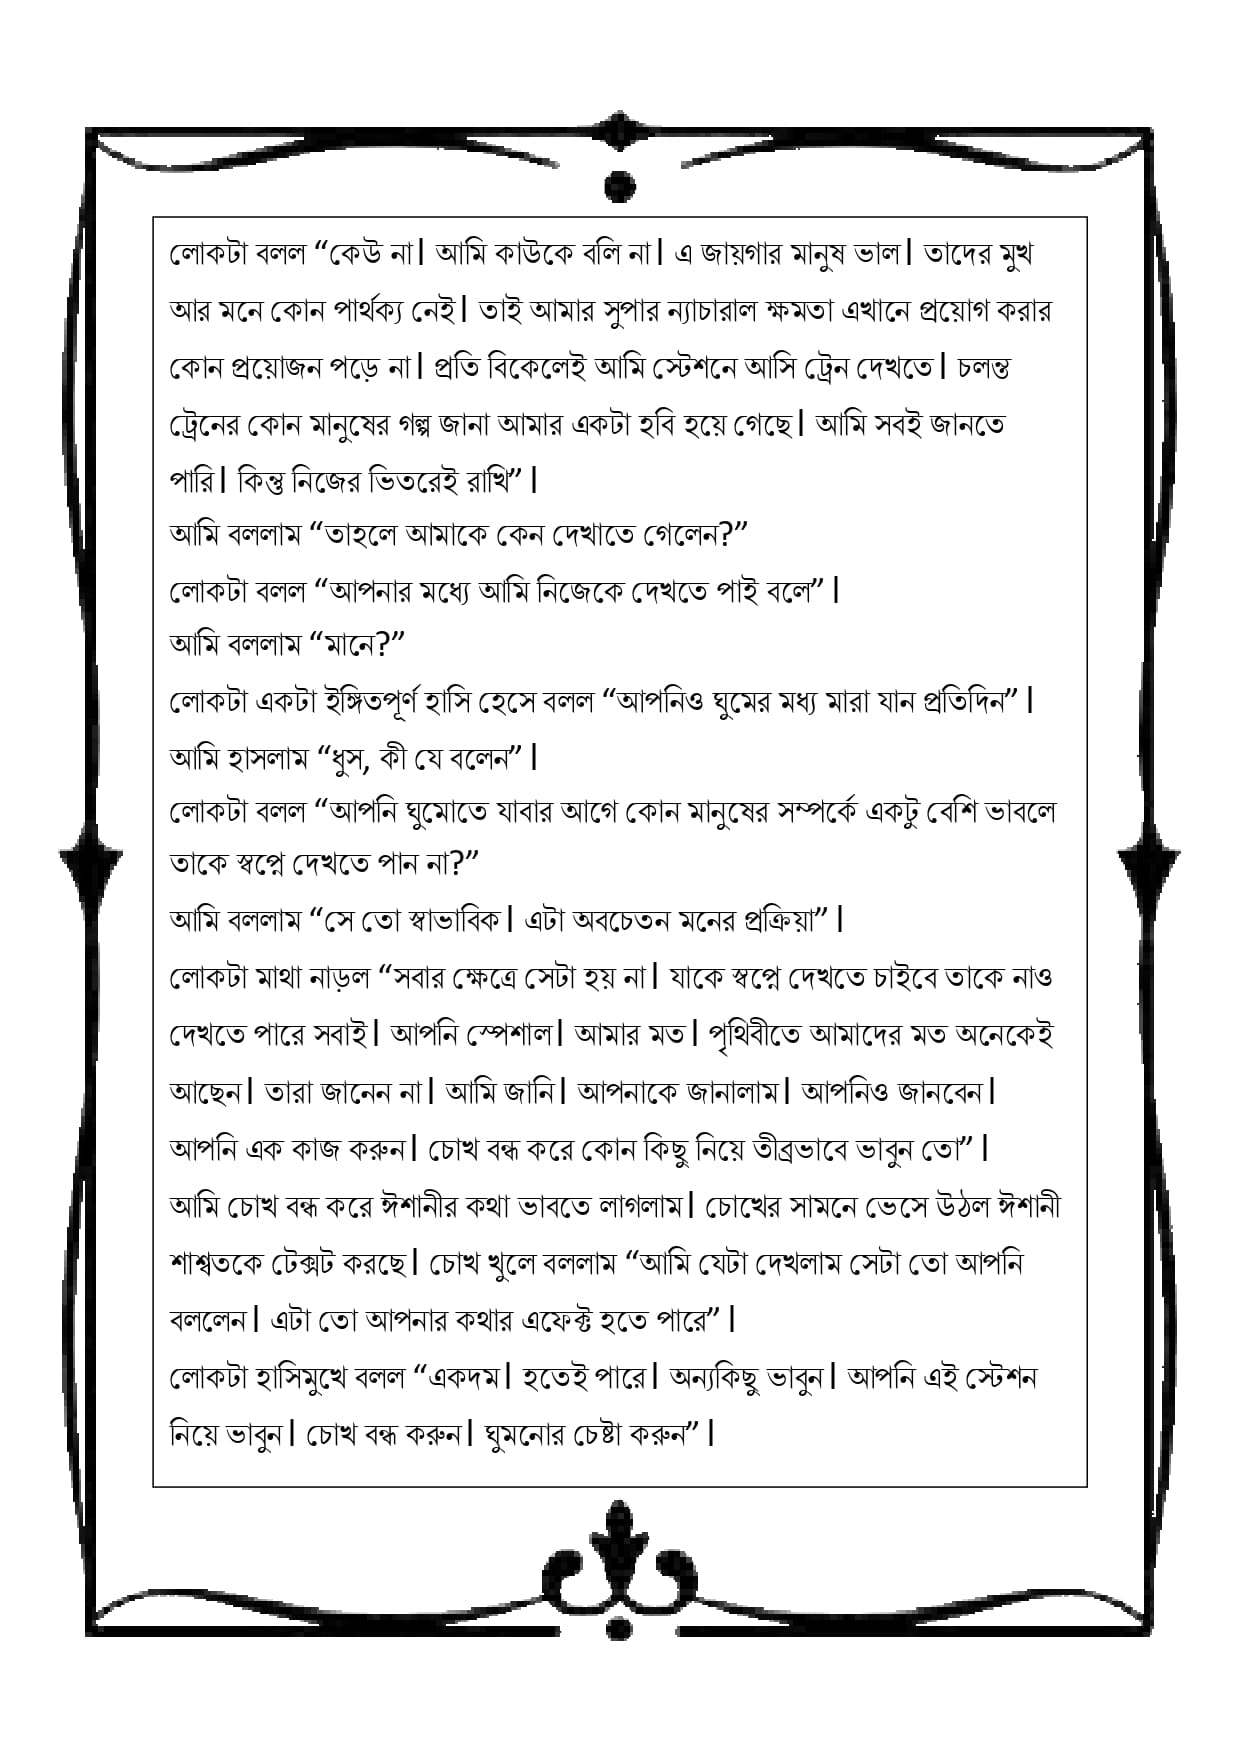 লোকটা বলল “কেউ না। আমি কাউকে বলি না। এ জায়গার মানুষ ভাল। তাদের মুখ
আর মনে কোন পার্থক্য নেই। তাই আমার সুপার ন্যাচারাল ক্ষমতা এখানে প্রয়োগ করার
কোন প্রয়োজন পড়ে না। প্রতি বিকেলেই আমি স্টেশনে আসি ট্রেন দেখতে। চলন্ত
ট্রেনের কোন মানুষের গল্প জানা আমার একটা হবি হয়ে গেছে। আমি সবই জানতে
পারি। কিন্তু নিজের ভিতরেই রাখি”।
আমি বললাম “তাহলে আমাকে কেন দেখাতে গেলেন?”
লোকটা বলল “আপনার মধ্যে আমি নিজেকে দেখতে পাই বলে”।
আমি বললাম “মানে?”
লোকটা একটা ইঙ্গিতপূর্ণ হাসি হেসে বলল “আপনিও ঘুমের মধ্য মারা যান প্রতিদিন”।
আমি হাসলাম “ধুস, কী যে বলেন”।
লোকটা বলল “আপনি ঘুমোতে যাবার আগে কোন মানুষের সম্পর্কে একটু বেশি ভাবলে
তাকে স্বপ্নে দেখতে পান না?”
আমি বললাম “সে তো স্বাভাবিক। এটা অবচেতন মনের প্রক্রিয়া”।
লোকটা মাথা নাড়ল “সবার ক্ষেত্রে সেটা হয় না। যাকে স্বপ্নে দেখতে চাইবে তাকে নাও
দেখতে পারে সবাই। আপনি স্পেশাল। আমার মত। পৃথিবীতে আমাদের মত অনেকেই
আছেন। তারা জানেন না। আমি জানি। আপনাকে জানালাম। আপনিও জানবেন।
আপনি এক কাজ করুন। চোখ বন্ধ করে কোন কিছু নিয়ে তীব্রভাবে ভাবুন তো”।
আমি চোখ বন্ধ করে ঈশানীর কথা ভাবতে লাগলাম। চোখের সামনে ভেসে উঠল ঈশানী
শাশ্বতকে টেক্সট করছে। চোখ খুলে বললাম “আমি যেটা দেখলাম সেটা তো আপনি
বললেন। এটা তো আপনার কথার এফেক্ট হতে পারে”।
লোকটা হাসিমুখে বলল “একদম। হতেই পারে। অন্যকিছু ভাবুন। আপনি এই স্টেশন
নিয়ে ভাবুন। চোখ বন্ধ করুন। ঘুমনোর চেষ্টা করুন”।